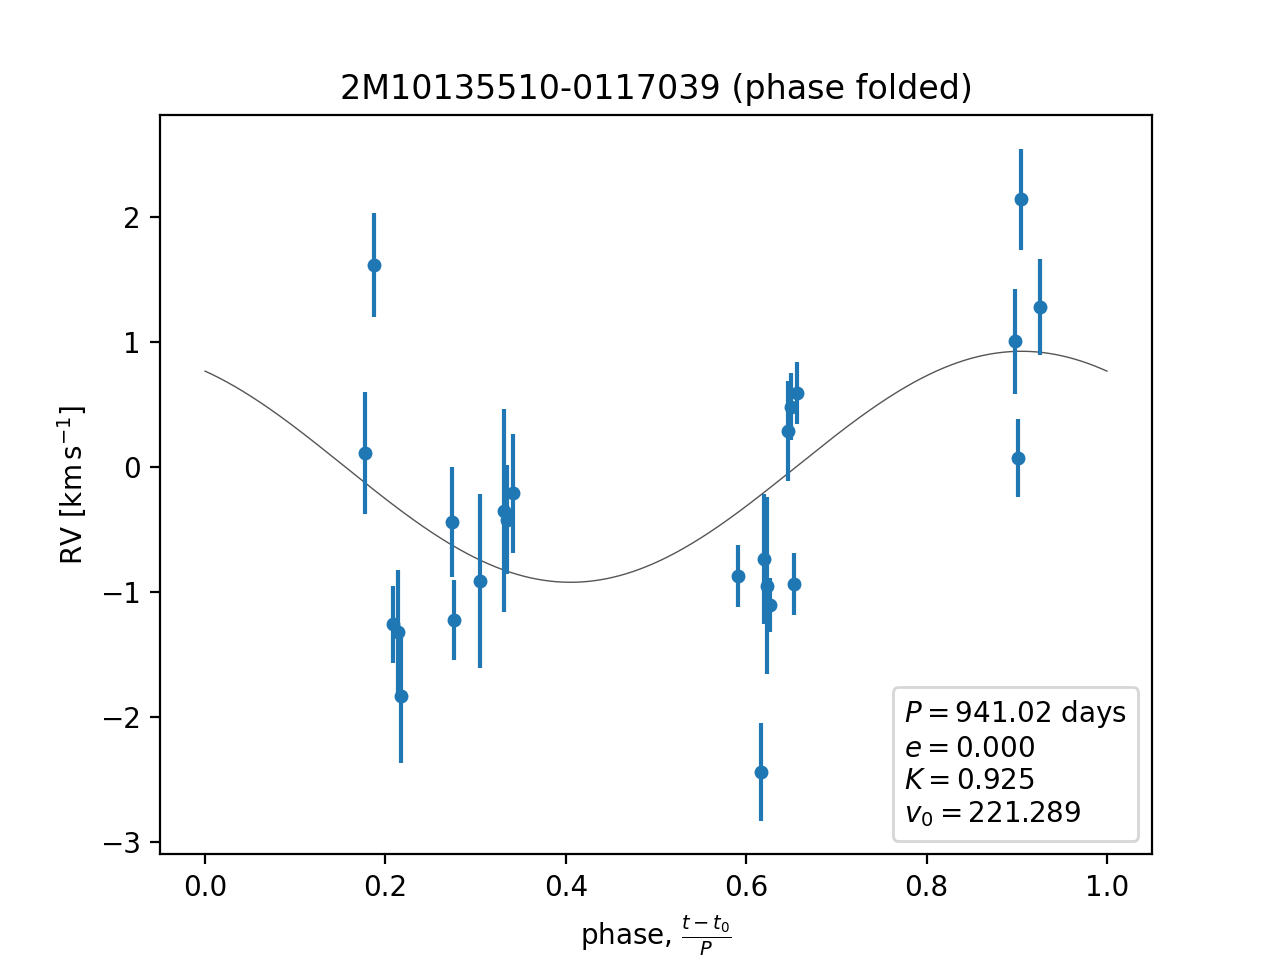 2M10135510-0117039 (phase folded)
RV [km s⁻¹]
2
1
0
−1
−2
−3
P = 941.02 days
e = 0.000
K = 0.925
v₀ = 221.289
0.0 0.2 0.4 0.6 0.8 1.0
phase, (t − t₀)/P